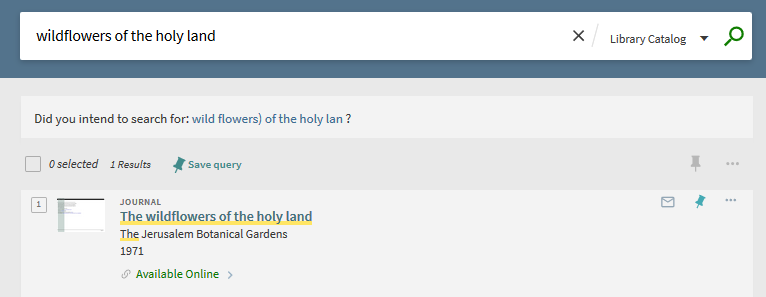 wildflowers of the holy land
Library Catalog
Did you intend to search for: wild flowers) of the holy lan ?
0 selected 1 Results Save query
1
JOURNAL
The wildflowers of the holy land
The Jerusalem Botanical Gardens
1971
Available Online